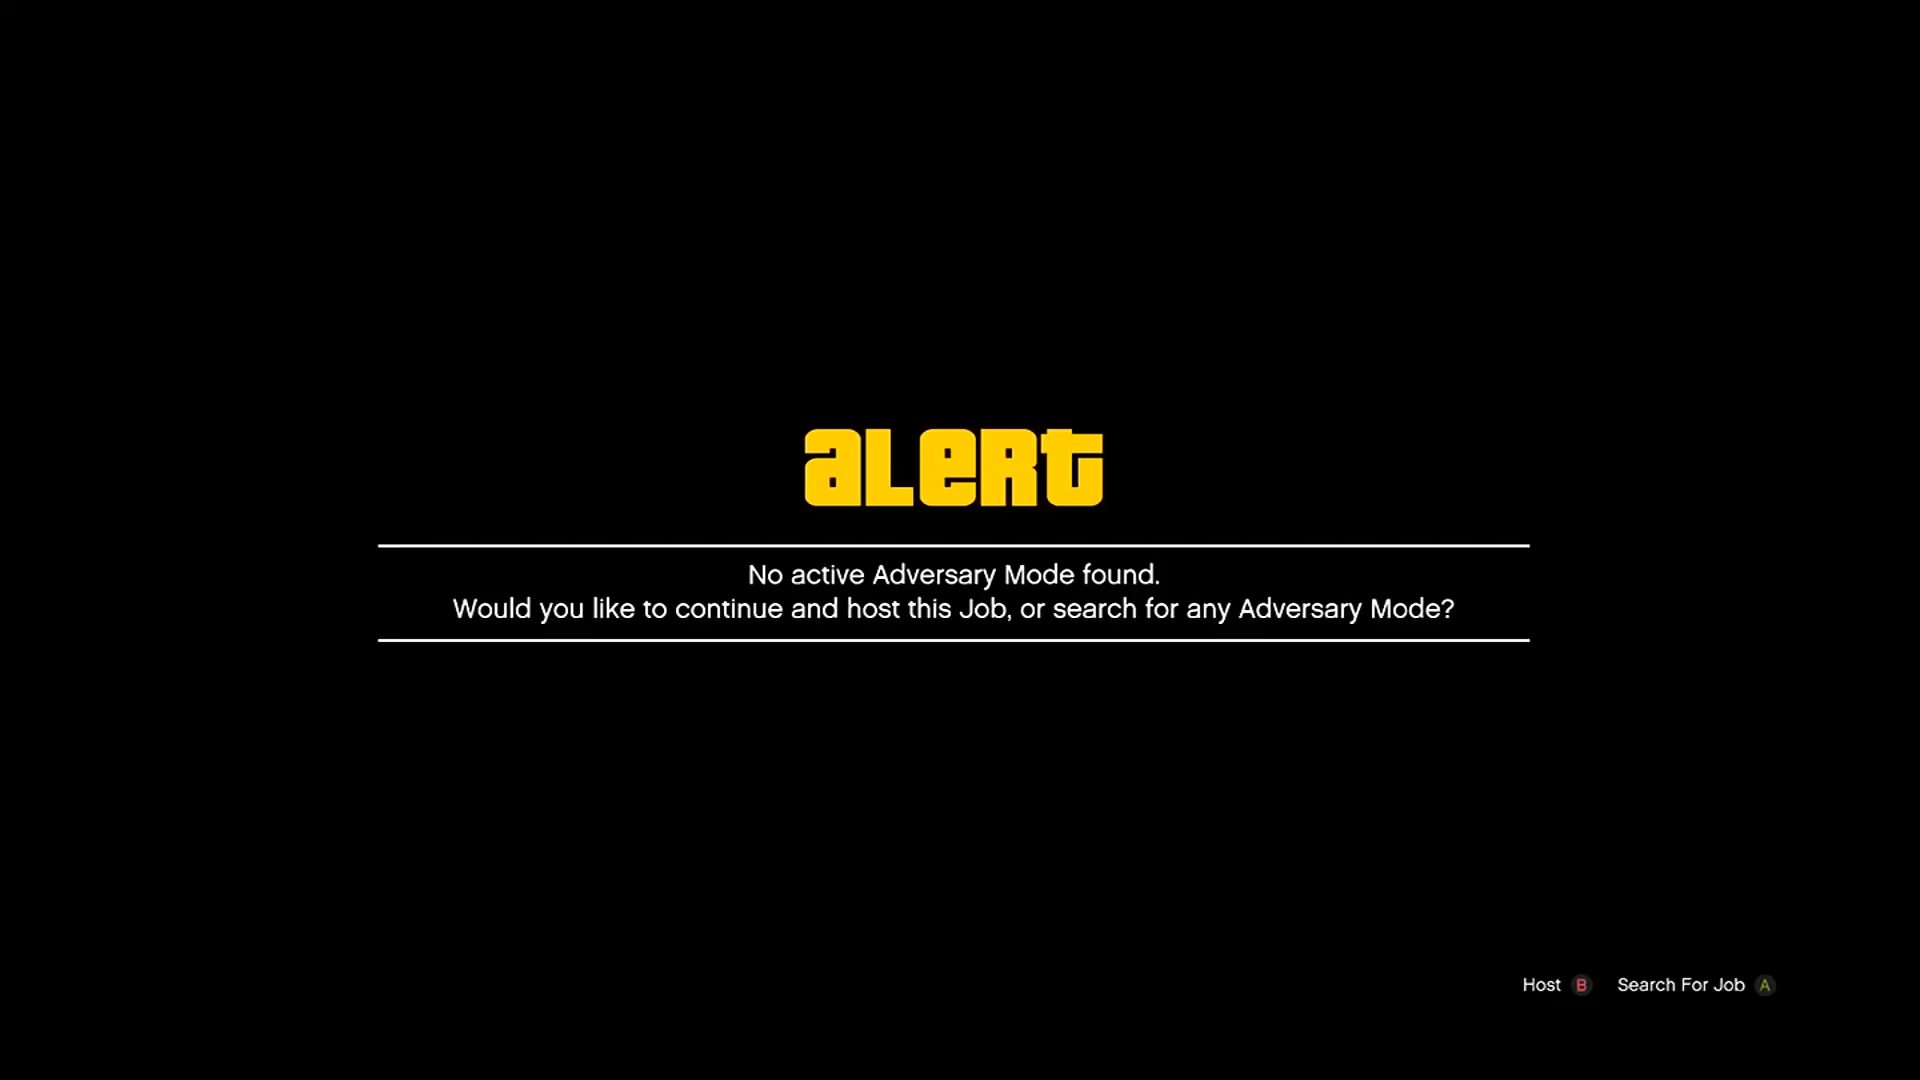 aLeRt
No active Adversary Mode found.
Would you like to continue and host this Job, or search for any Adversary Mode?
Host B Search For Job A